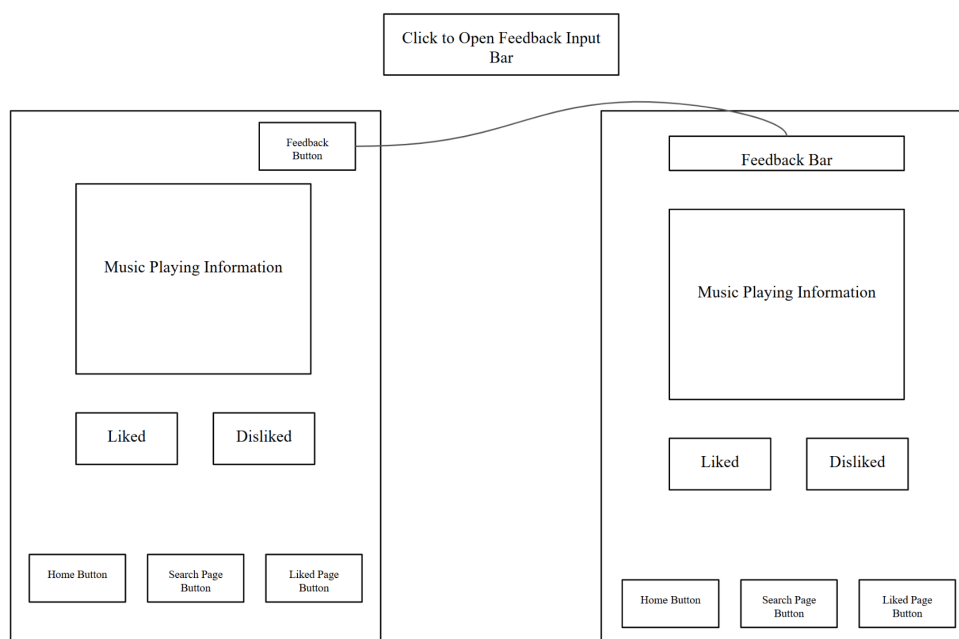 Click to Open Feedback Input
Bar
Feedback
Button
Music Playing Information
Liked
Disliked
Home Button
Search Page
Button
Liked Page
Button
Feedback Bar
Music Playing Information
Liked
Disliked
Home Button
Search Page
Button
Liked Page
Button